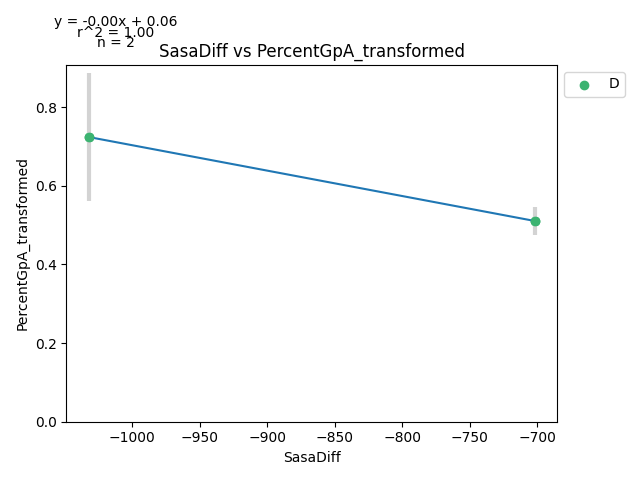 y = -0.00x + 0.06
r^2 = 1.00
n = 2
SasaDiff vs PercentGpA_transformed
D
PercentGpA_transformed
0.8
0.6
0.4
0.2
0.0
−1000 −950 −900 −850 −800 −750 −700
SasaDiff